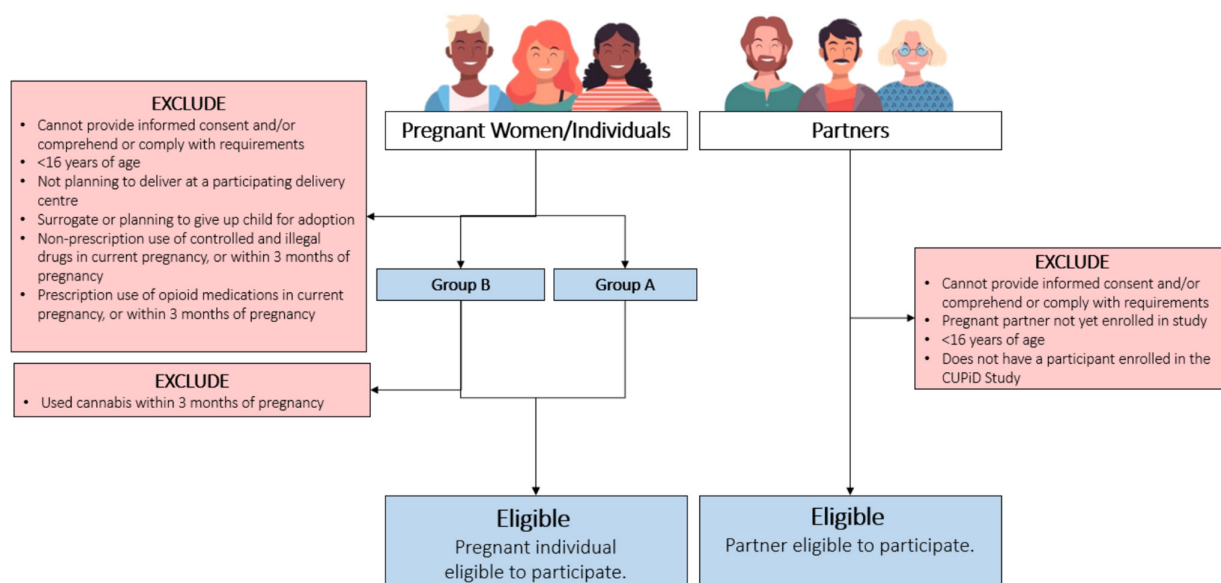 Pregnant Women/Individuals
Partners
EXCLUDE
• Cannot provide informed consent and/or
comprehend or comply with requirements
• <16 years of age
• Not planning to deliver at a participating delivery
centre
• Surrogate or planning to give up child for adoption
• Non-prescription use of controlled and illegal
drugs in current pregnancy, or within 3 months of
pregnancy
• Prescription use of opioid medications in current
pregnancy, or within 3 months of pregnancy
Group B
Group A
EXCLUDE
• Cannot provide informed consent and/or
comprehend or comply with requirements
• Pregnant partner not yet enrolled in study
• <16 years of age
• Does not have a participant enrolled in the
CUPiD Study
EXCLUDE
• Used cannabis within 3 months of pregnancy
Eligible
Pregnant individual
eligible to participate.
Eligible
Partner eligible to participate.